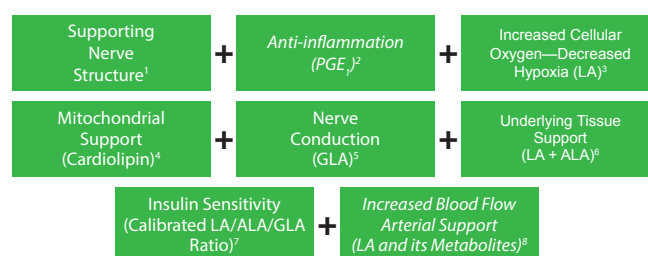 Supporting
Nerve
Structure¹
+
Anti-inflammation
(PGE₁)²
+
Increased Cellular
Oxygen—Decreased
Hypoxia (LA)³
Mitochondrial
Support
(Cardiolipin)⁴
+
Nerve
Conduction
(GLA)⁵
+
Underlying Tissue
Support
(LA + ALA)⁶
Insulin Sensitivity
(Calibrated LA/ALA/GLA
Ratio)⁷
+
Increased Blood Flow
Arterial Support
(LA and its Metabolites)⁸